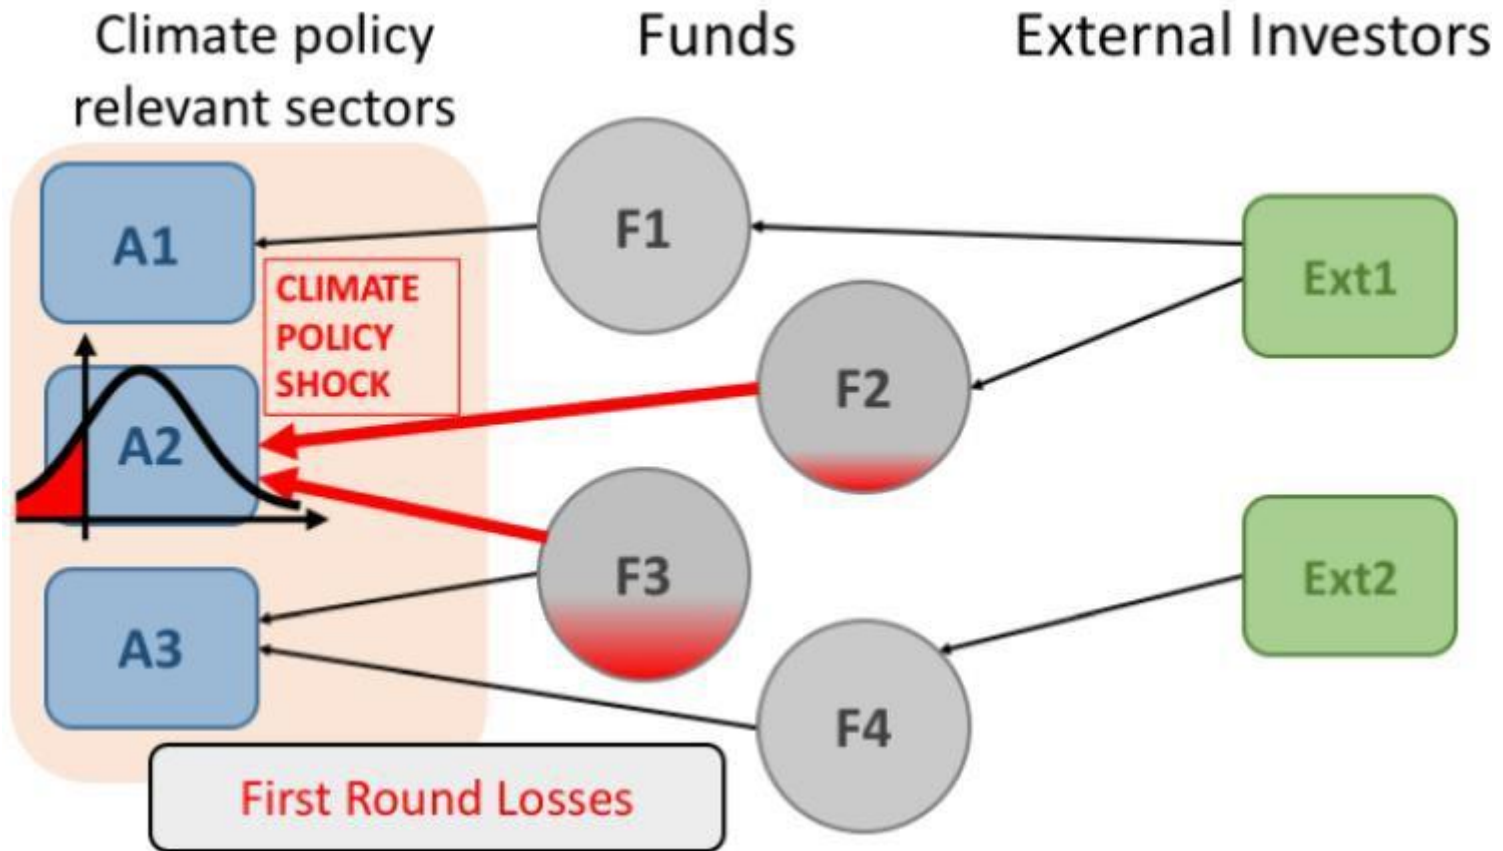 Climate policy
relevant sectors
Funds
External Investors
A1
F1
Ext1
CLIMATE
POLICY
SHOCK
F2
A2
F3
Ext2
A3
F4
First Round Losses